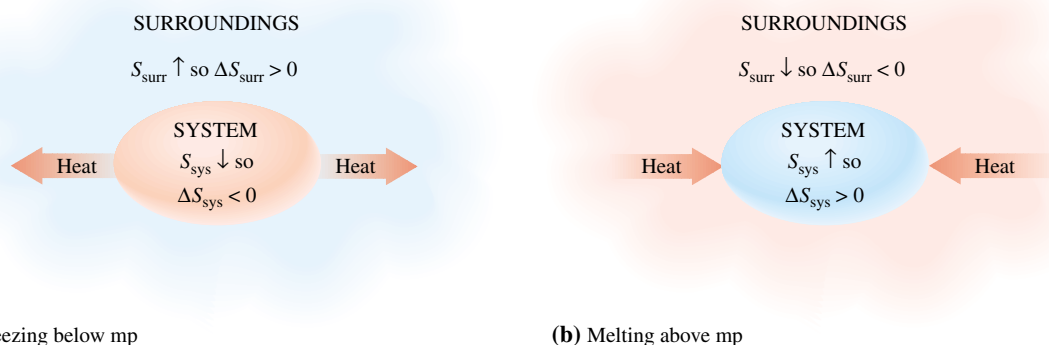 SURROUNDINGS
S_surr ↑ so ΔS_surr > 0
SYSTEM
S_sys ↓ so
ΔS_sys < 0
Heat
Heat
eezing below mp
SURROUNDINGS
S_surr ↓ so ΔS_surr < 0
SYSTEM
S_sys ↑ so
ΔS_sys > 0
Heat
Heat
(b) Melting above mp